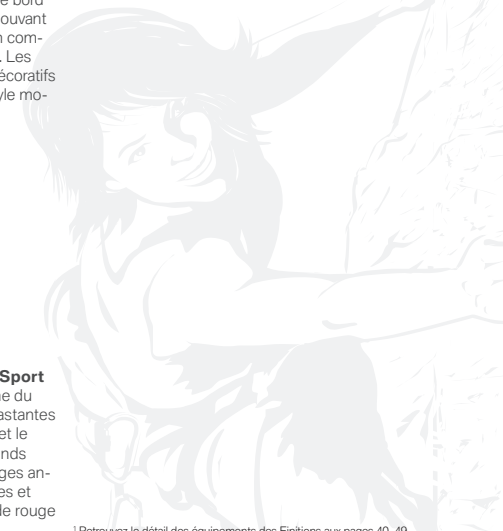 e bord
ouvant
n com-
. Les
écoratifs
yle mo-
Sport
ne du
astantes
et le
nds
ges an-
es et
de rouge
¹ Retrouvez le détail des équipements des Finitions aux pages 40-49